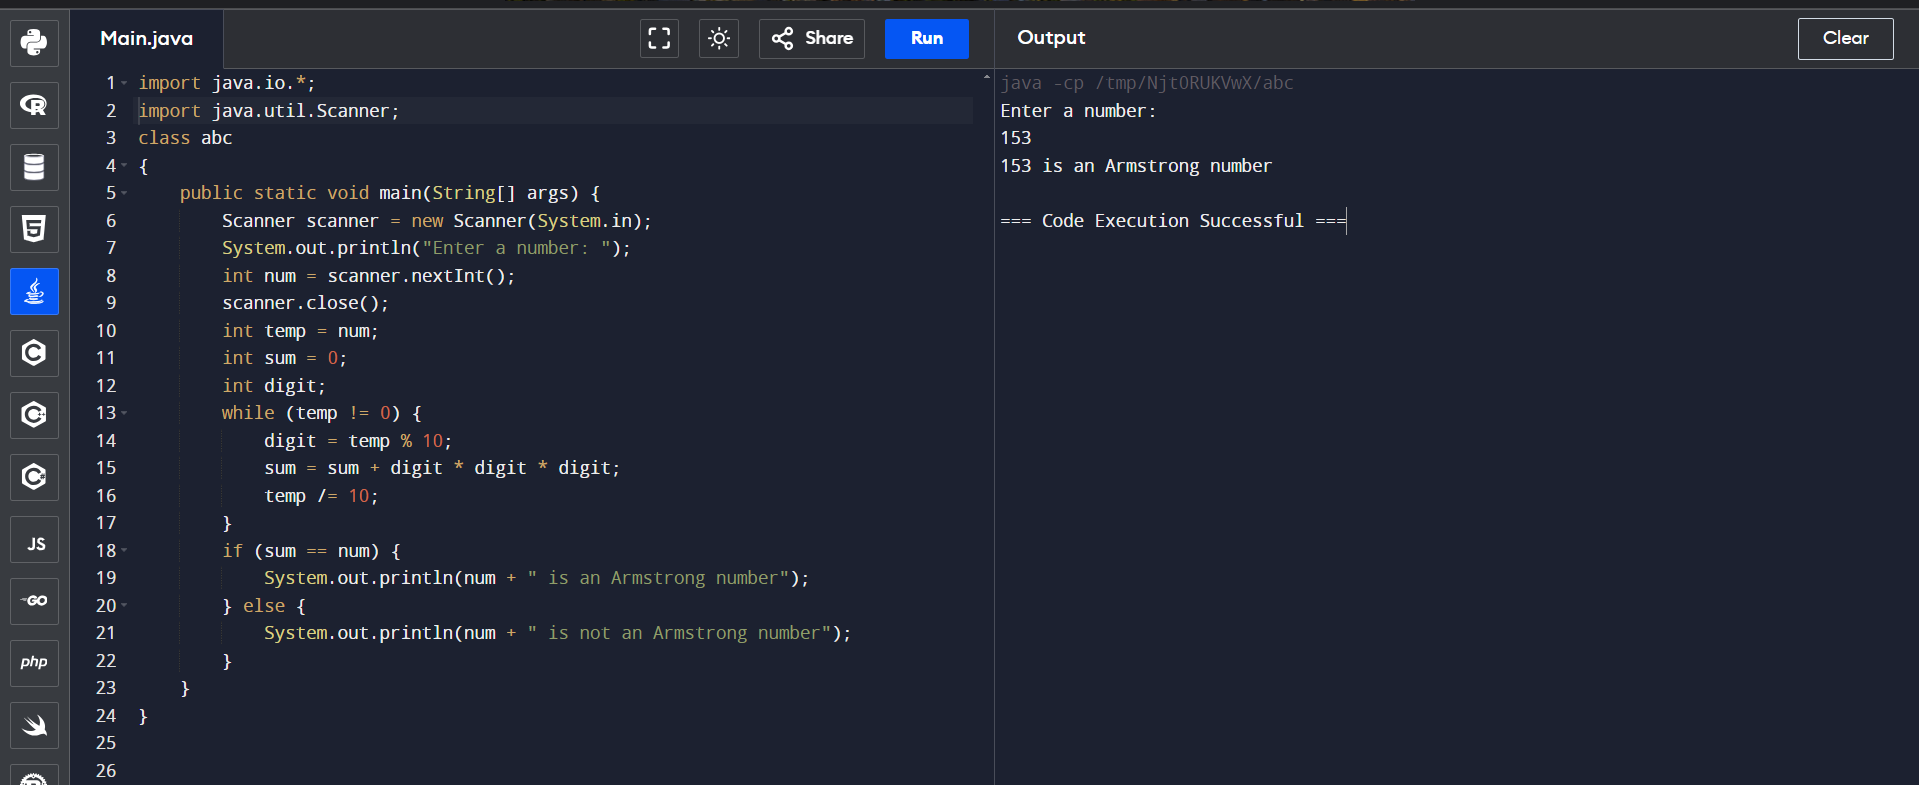 Main.java
Share
Run
Output
Clear
1 import java.io.*;
2 import java.util.Scanner;
3 class abc
4 {
5     public static void main(String[] args) {
6         Scanner scanner = new Scanner(System.in);
7         System.out.println("Enter a number: ");
8         int num = scanner.nextInt();
9         scanner.close();
10         int temp = num;
11         int sum = 0;
12         int digit;
13         while (temp != 0) {
14             digit = temp % 10;
15             sum = sum + digit * digit * digit;
16             temp /= 10;
17         }
18         if (sum == num) {
19             System.out.println(num + " is an Armstrong number");
20         } else {
21             System.out.println(num + " is not an Armstrong number");
22         }
23     }
24 }
25
26
java -cp /tmp/Njt0RUKVwX/abc
Enter a number:
153
153 is an Armstrong number
=== Code Execution Successful ===
R
5
C
C
C
JS
GO
php
R